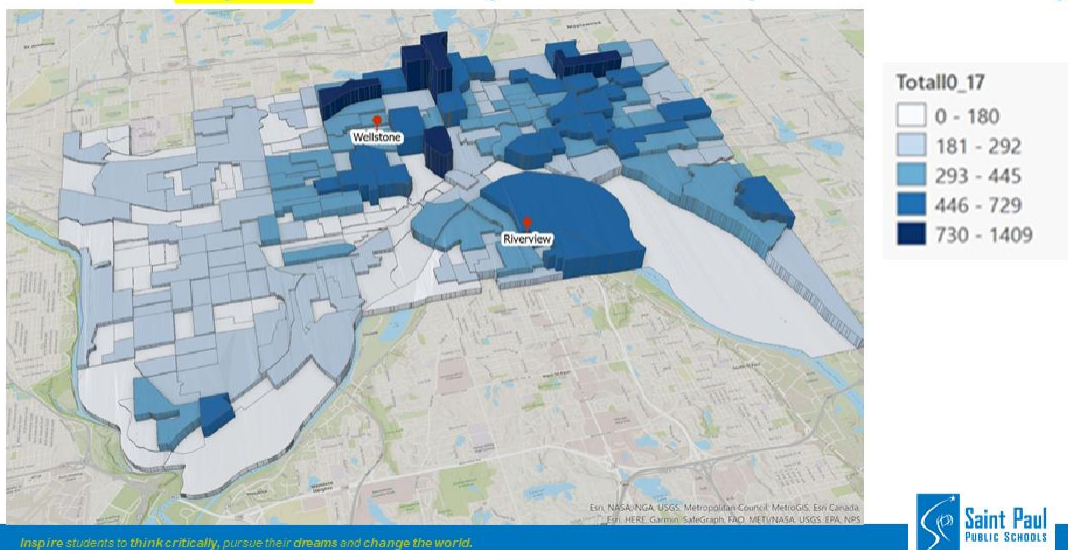 Wellstone
Riverview
Total0_17
0 - 180
181 - 292
293 - 445
446 - 729
730 - 1409
Esri, NASA, NGA, USGS, Metropolitan Council, MetroGIS, Esri Canada,
Esri, HERE, Garmin, SafeGraph, FAO, METI/NASA, USGS, EPA, NPS
Inspire students to think critically, pursue their dreams and change the world.
Saint Paul
PUBLIC SCHOOLS